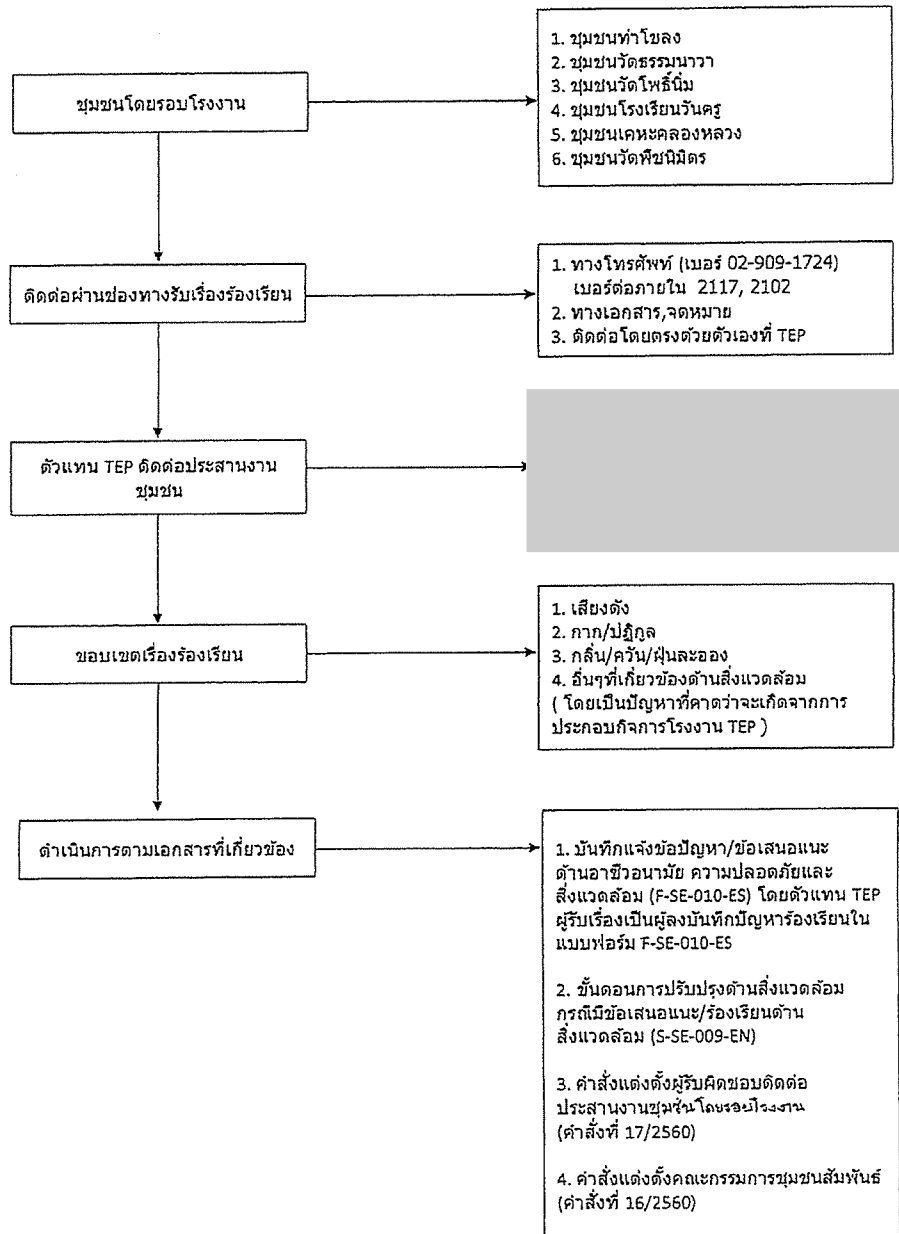 ชุมชนโดยรอบโรงงาน
1. ชุมชนท่าโขลง
2. ชุมชนวัดธรรมนาวา
3. ชุมชนวัดโพธิ์นิ่ม
4. ชุมชนโรงเรียนวันครู
5. ชุมชนเคหะคลองหลวง
6. ชุมชนวัดพืชนิมิตร
ติดต่อผ่านช่องทางรับเรื่องร้องเรียน
1. ทางโทรศัพท์ (เบอร์ 02-909-1724)
เบอร์ต่อภายใน 2117, 2102
2. ทางเอกสาร,จดหมาย
3. ติดต่อโดยตรงด้วยตัวเองที่ TEP
ตัวแทน TEP ติดต่อประสานงาน
ชุมชน
ขอบเขตเรื่องร้องเรียน
1. เสียงดัง
2. กาก/ปฏิกูล
3. กลิ่น/ควัน/ฝุ่นละออง
4. อื่นๆที่เกี่ยวข้องด้านสิ่งแวดล้อม
( โดยเป็นปัญหาที่คาดว่าจะเกิดจากการ
ประกอบกิจการโรงงาน TEP )
ดำเนินการตามเอกสารที่เกี่ยวข้อง
1. บันทึกแจ้งข้อปัญหา/ข้อเสนอแนะ
ด้านอาชีวอนามัย ความปลอดภัยและ
สิ่งแวดล้อม (F-SE-010-ES) โดยตัวแทน TEP
ผู้รับเรื่องเป็นผู้ลงบันทึกปัญหาร้องเรียนใน
แบบฟอร์ม F-SE-010-ES
2. ขั้นตอนการปรับปรุงด้านสิ่งแวดล้อม
กรณีมีข้อเสนอแนะ/ร้องเรียนด้าน
สิ่งแวดล้อม (S-SE-009-EN)
3. คำสั่งแต่งตั้งผู้รับผิดชอบติดต่อ
ประสานงานชุมชนโดยรอบโรงงาน
(คำสั่งที่ 17/2560)
4. คำสั่งแต่งตั้งคณะกรรมการชุมชนสัมพันธ์
(คำสั่งที่ 16/2560)